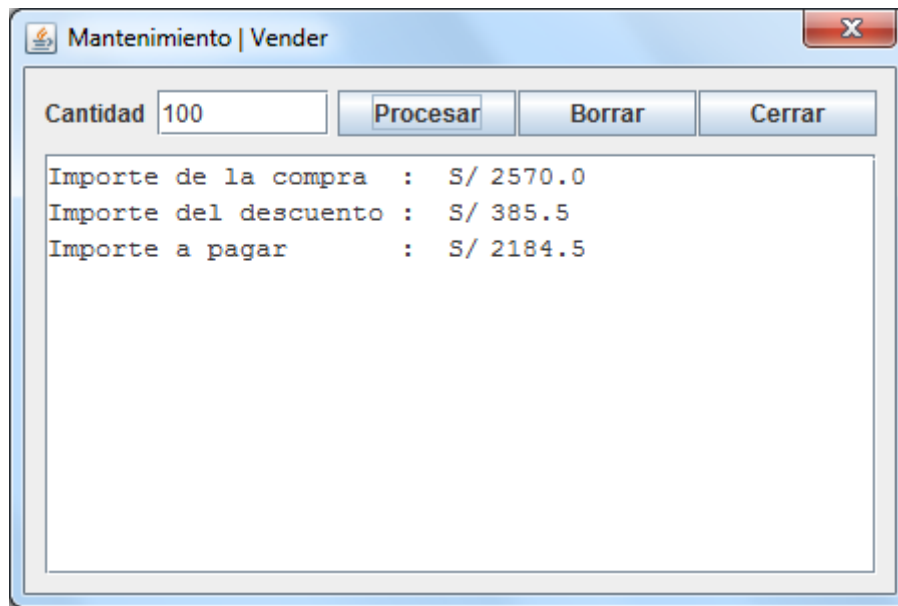 Mantenimiento | Vender
Cantidad 100 Procesar Borrar Cerrar
Importe de la compra  :  S/ 2570.0
Importe del descuento :  S/ 385.5
Importe a pagar       :  S/ 2184.5